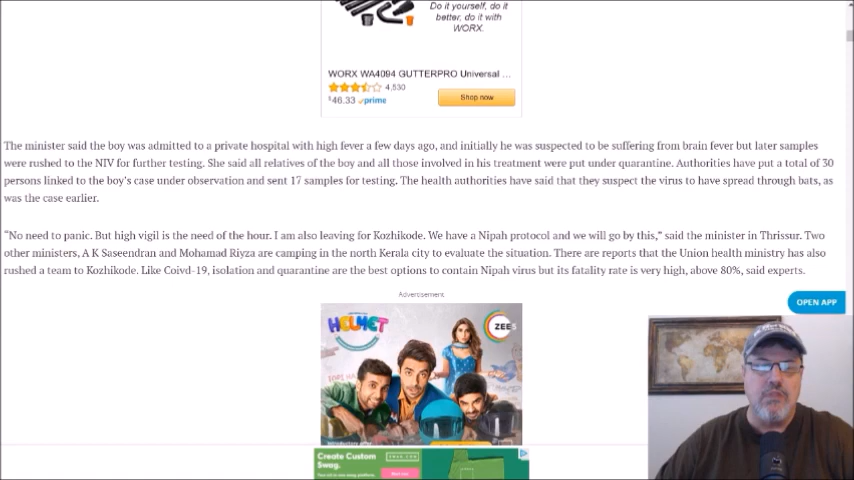 Do it yourself, do it
better, do it with
WORX.
WORX WA4094 GUTTERPRO Universal ...
4,530
$46.33 prime
Shop now
The minister said the boy was admitted to a private hospital with high fever a few days ago, and initially he was suspected to be suffering from brain fever but later samples
were rushed to the NIV for further testing. She said all relatives of the boy and all those involved in his treatment were put under quarantine. Authorities have put a total of 30
persons linked to the boy's case under observation and sent 17 samples for testing. The health authorities have said that they suspect the virus to have spread through bats, as
was the case earlier.
“No need to panic. But high vigil is the need of the hour. I am also leaving for Kozhikode. We have a Nipah protocol and we will go by this,” said the minister in Thrissur. Two
other ministers, A K Saseendran and Mohamad Riyza are camping in the north Kerala city to evaluate the situation. There are reports that the Union health ministry has also
rushed a team to Kozhikode. Like Coivd-19, isolation and quarantine are the best options to contain Nipah virus but its fatality rate is very high, above 80%, said experts.
Advertisement
OPEN APP
HELMET
ZEE5
Create Custom
Swag.